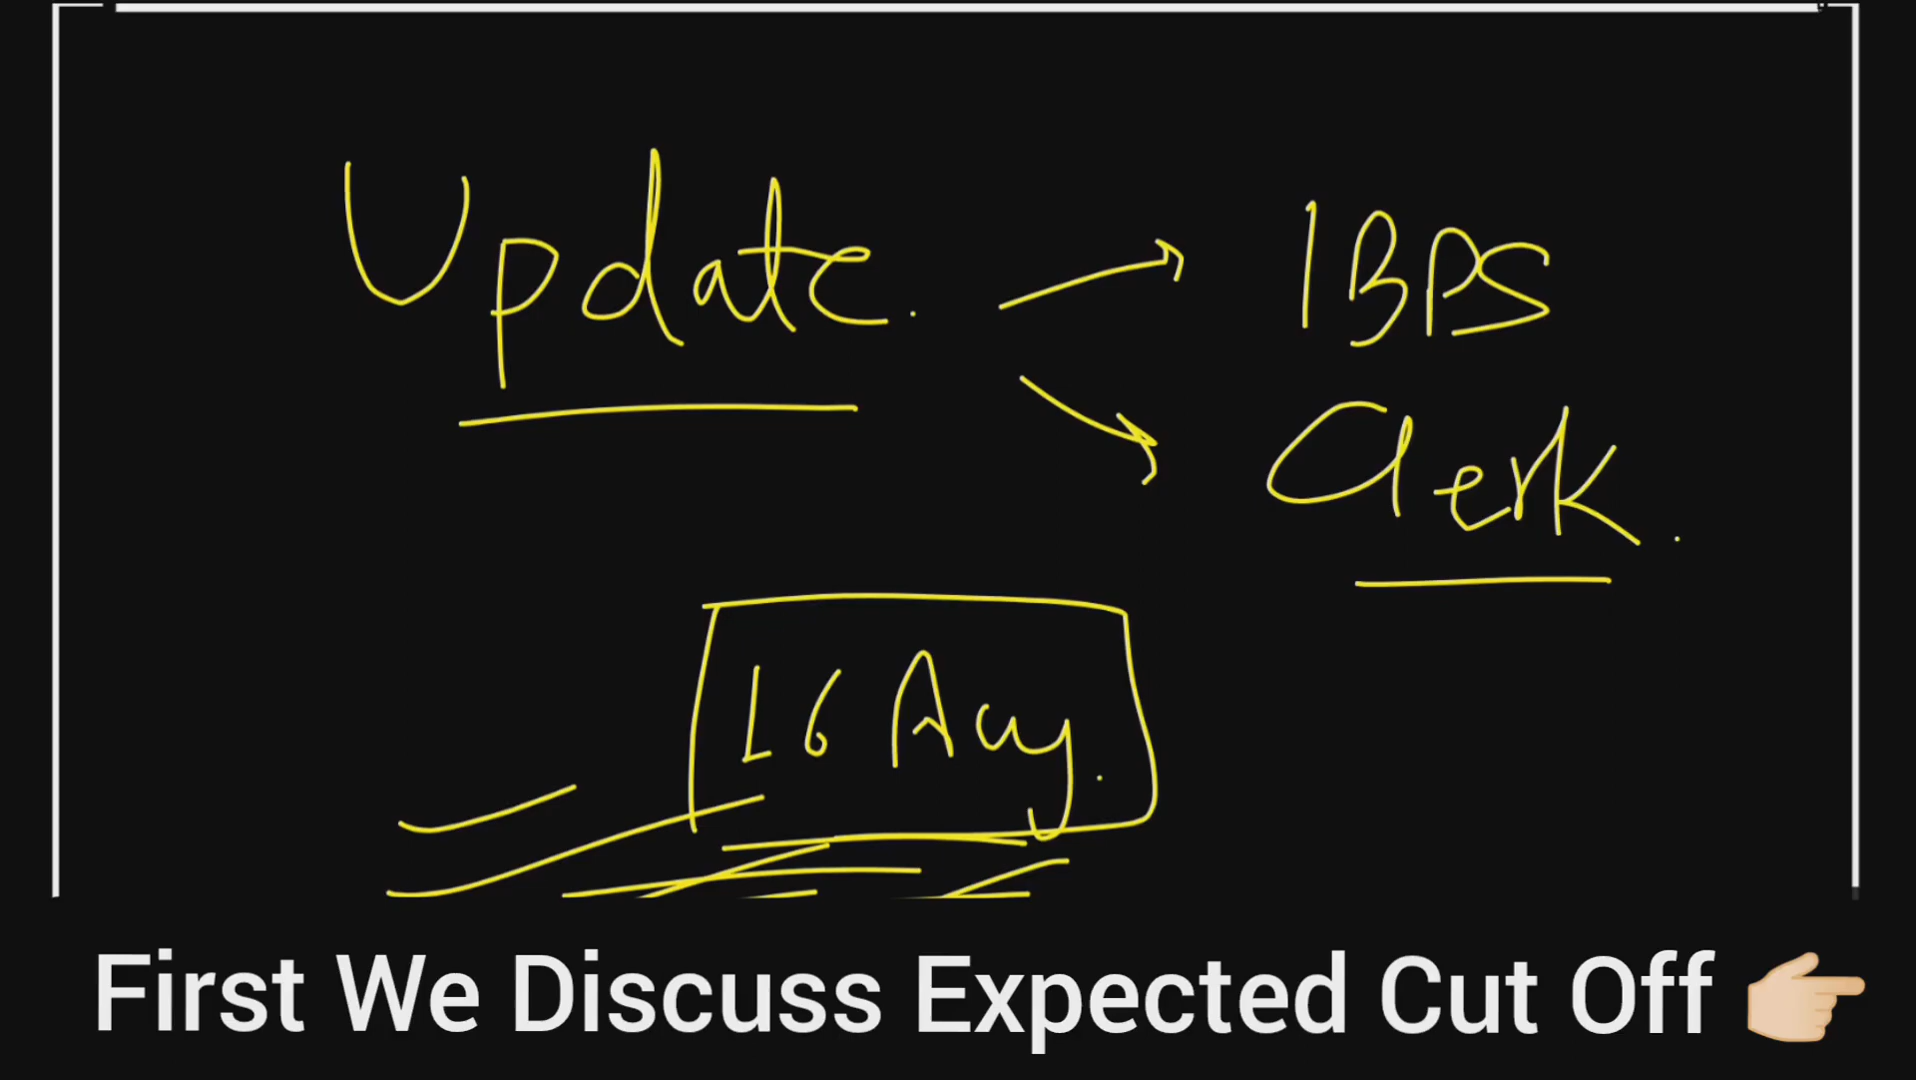 Update.
IBPS
Clerk.
16 Aug.
First We Discuss Expected Cut Off 👉🏼